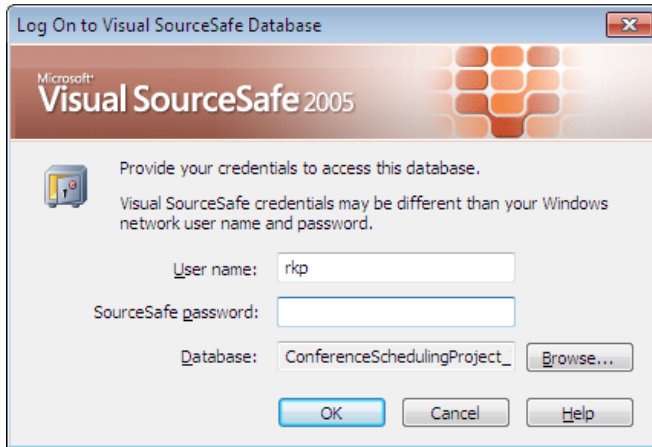 Log On to Visual SourceSafe Database
Microsoft®
Visual SourceSafe 2005
Provide your credentials to access this database.
Visual SourceSafe credentials may be different than your Windows
network user name and password.
User name: rkp
SourceSafe password:
Database: ConferenceSchedulingProject_ Browse...
OK Cancel Help